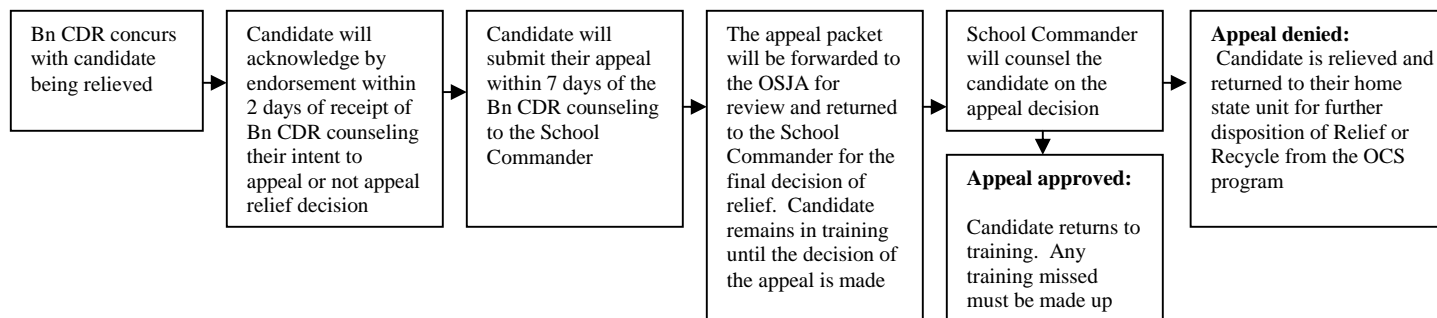 Bn CDR concurs
with candidate
being relieved
Candidate will
acknowledge by
endorsement within
2 days of receipt of
Bn CDR counseling
their intent to
appeal or not appeal
relief decision
Candidate will
submit their appeal
within 7 days of the
Bn CDR counseling
to the School
Commander
The appeal packet
will be forwarded to
the OSJA for
review and returned
to the School
Commander for the
final decision of
relief. Candidate
remains in training
until the decision of
the appeal is made
School Commander
will counsel the
candidate on the
appeal decision
Appeal approved:
Candidate returns to
training. Any
training missed
must be made up
Appeal denied:
Candidate is relieved and
returned to their home
state unit for further
disposition of Relief or
Recycle from the OCS
program